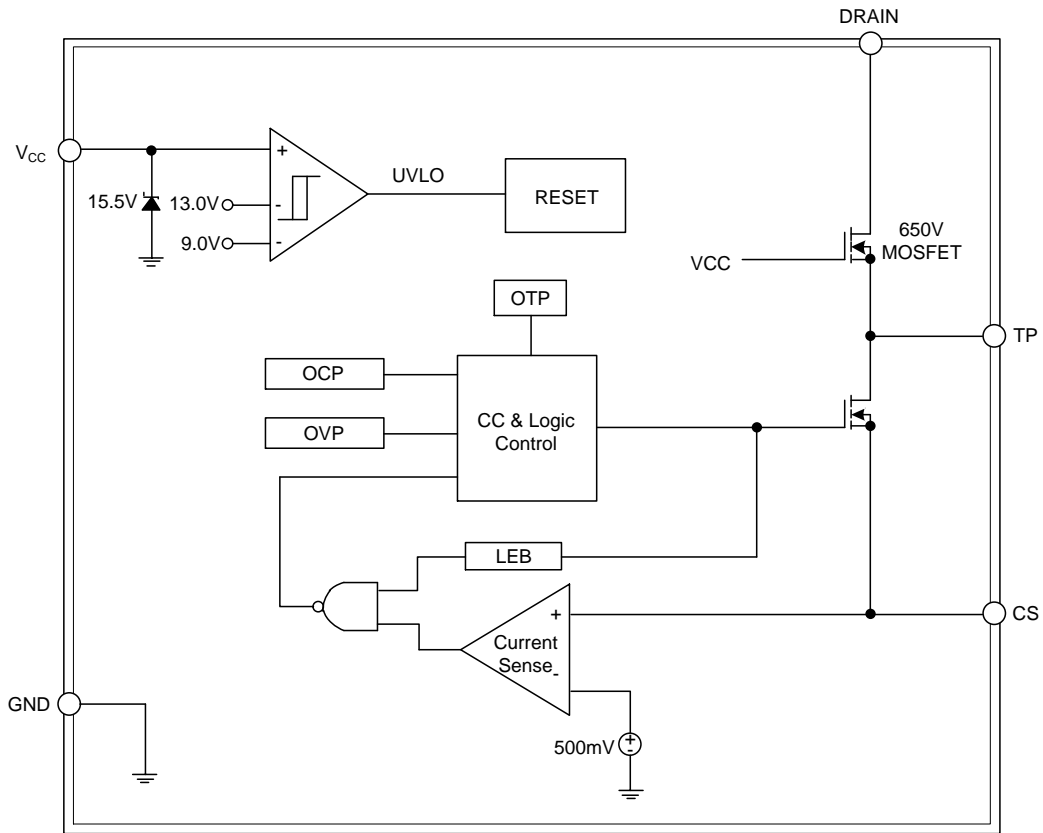 DRAIN
VCC
+
UVLO
RESET
15.5V
13.0V
-
9.0V
-
650V
MOSFET
VCC
OTP
TP
OCP
CC & Logic
Control
OVP
LEB
+
CS
Current
Sense
-
GND
500mV
+
-